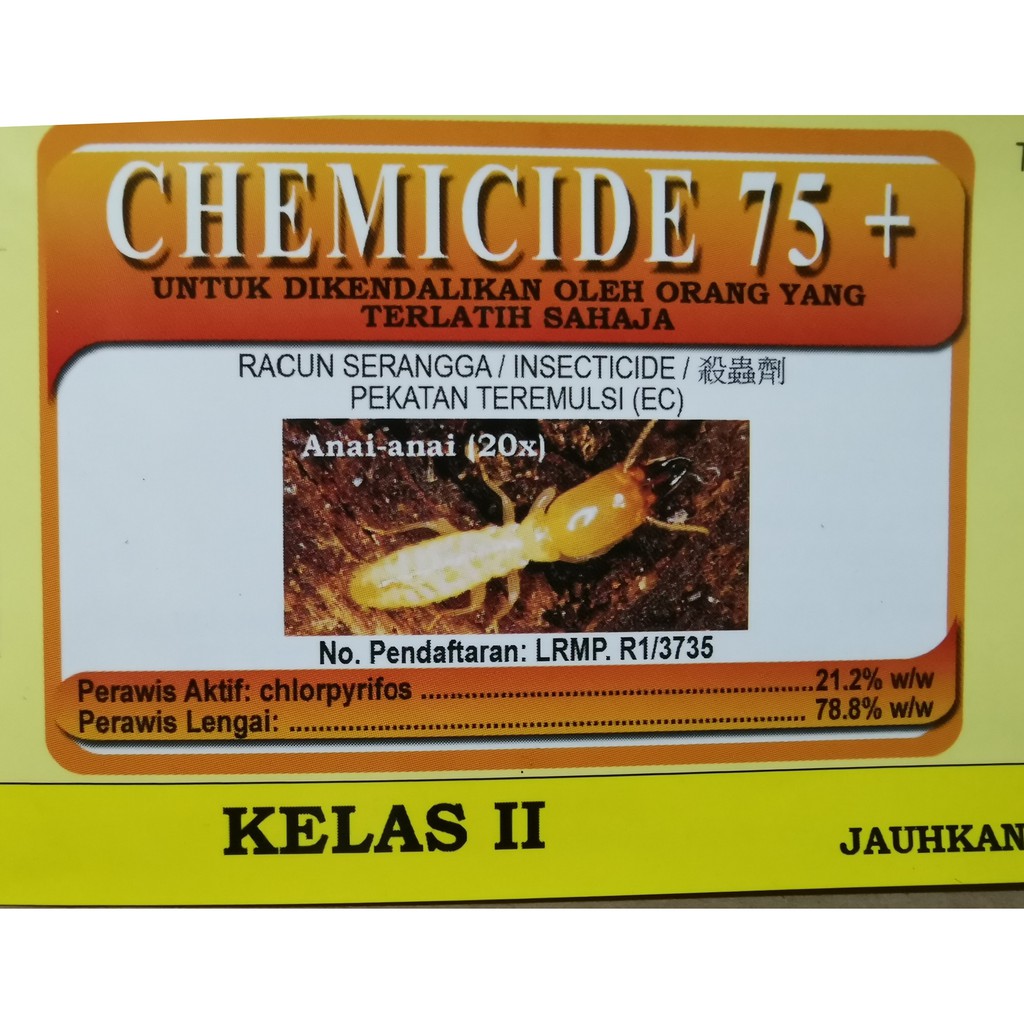 CHEMICIDE 75 +
UNTUK DIKENDALIKAN OLEH ORANG YANG
TERLATIH SAHAJA
RACUN SERANGGA / INSECTICIDE / 殺蟲劑
PEKATAN TEREMULSI (EC)
Anai-anai (20x)
No. Pendaftaran: LRMP. R1/3735
Perawis Aktif: chlorpyrifos ........................................................21.2% w/w
Perawis Lengai: ........................................................................ 78.8% w/w
KELAS II
JAUHKAN